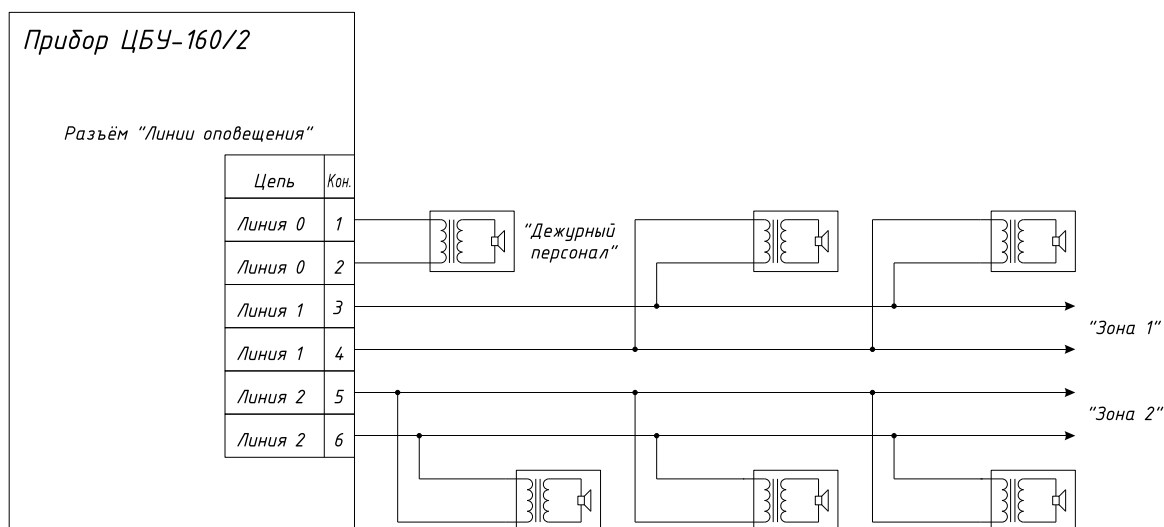 Прибор ЦБУ-160/2
Разъём "Линии оповещения"
Цепь Кон.
Линия 0 1
Линия 0 2
Линия 1 3
Линия 1 4
Линия 2 5
Линия 2 6
"Дежурный
персонал"
"Зона 1"
"Зона 2"